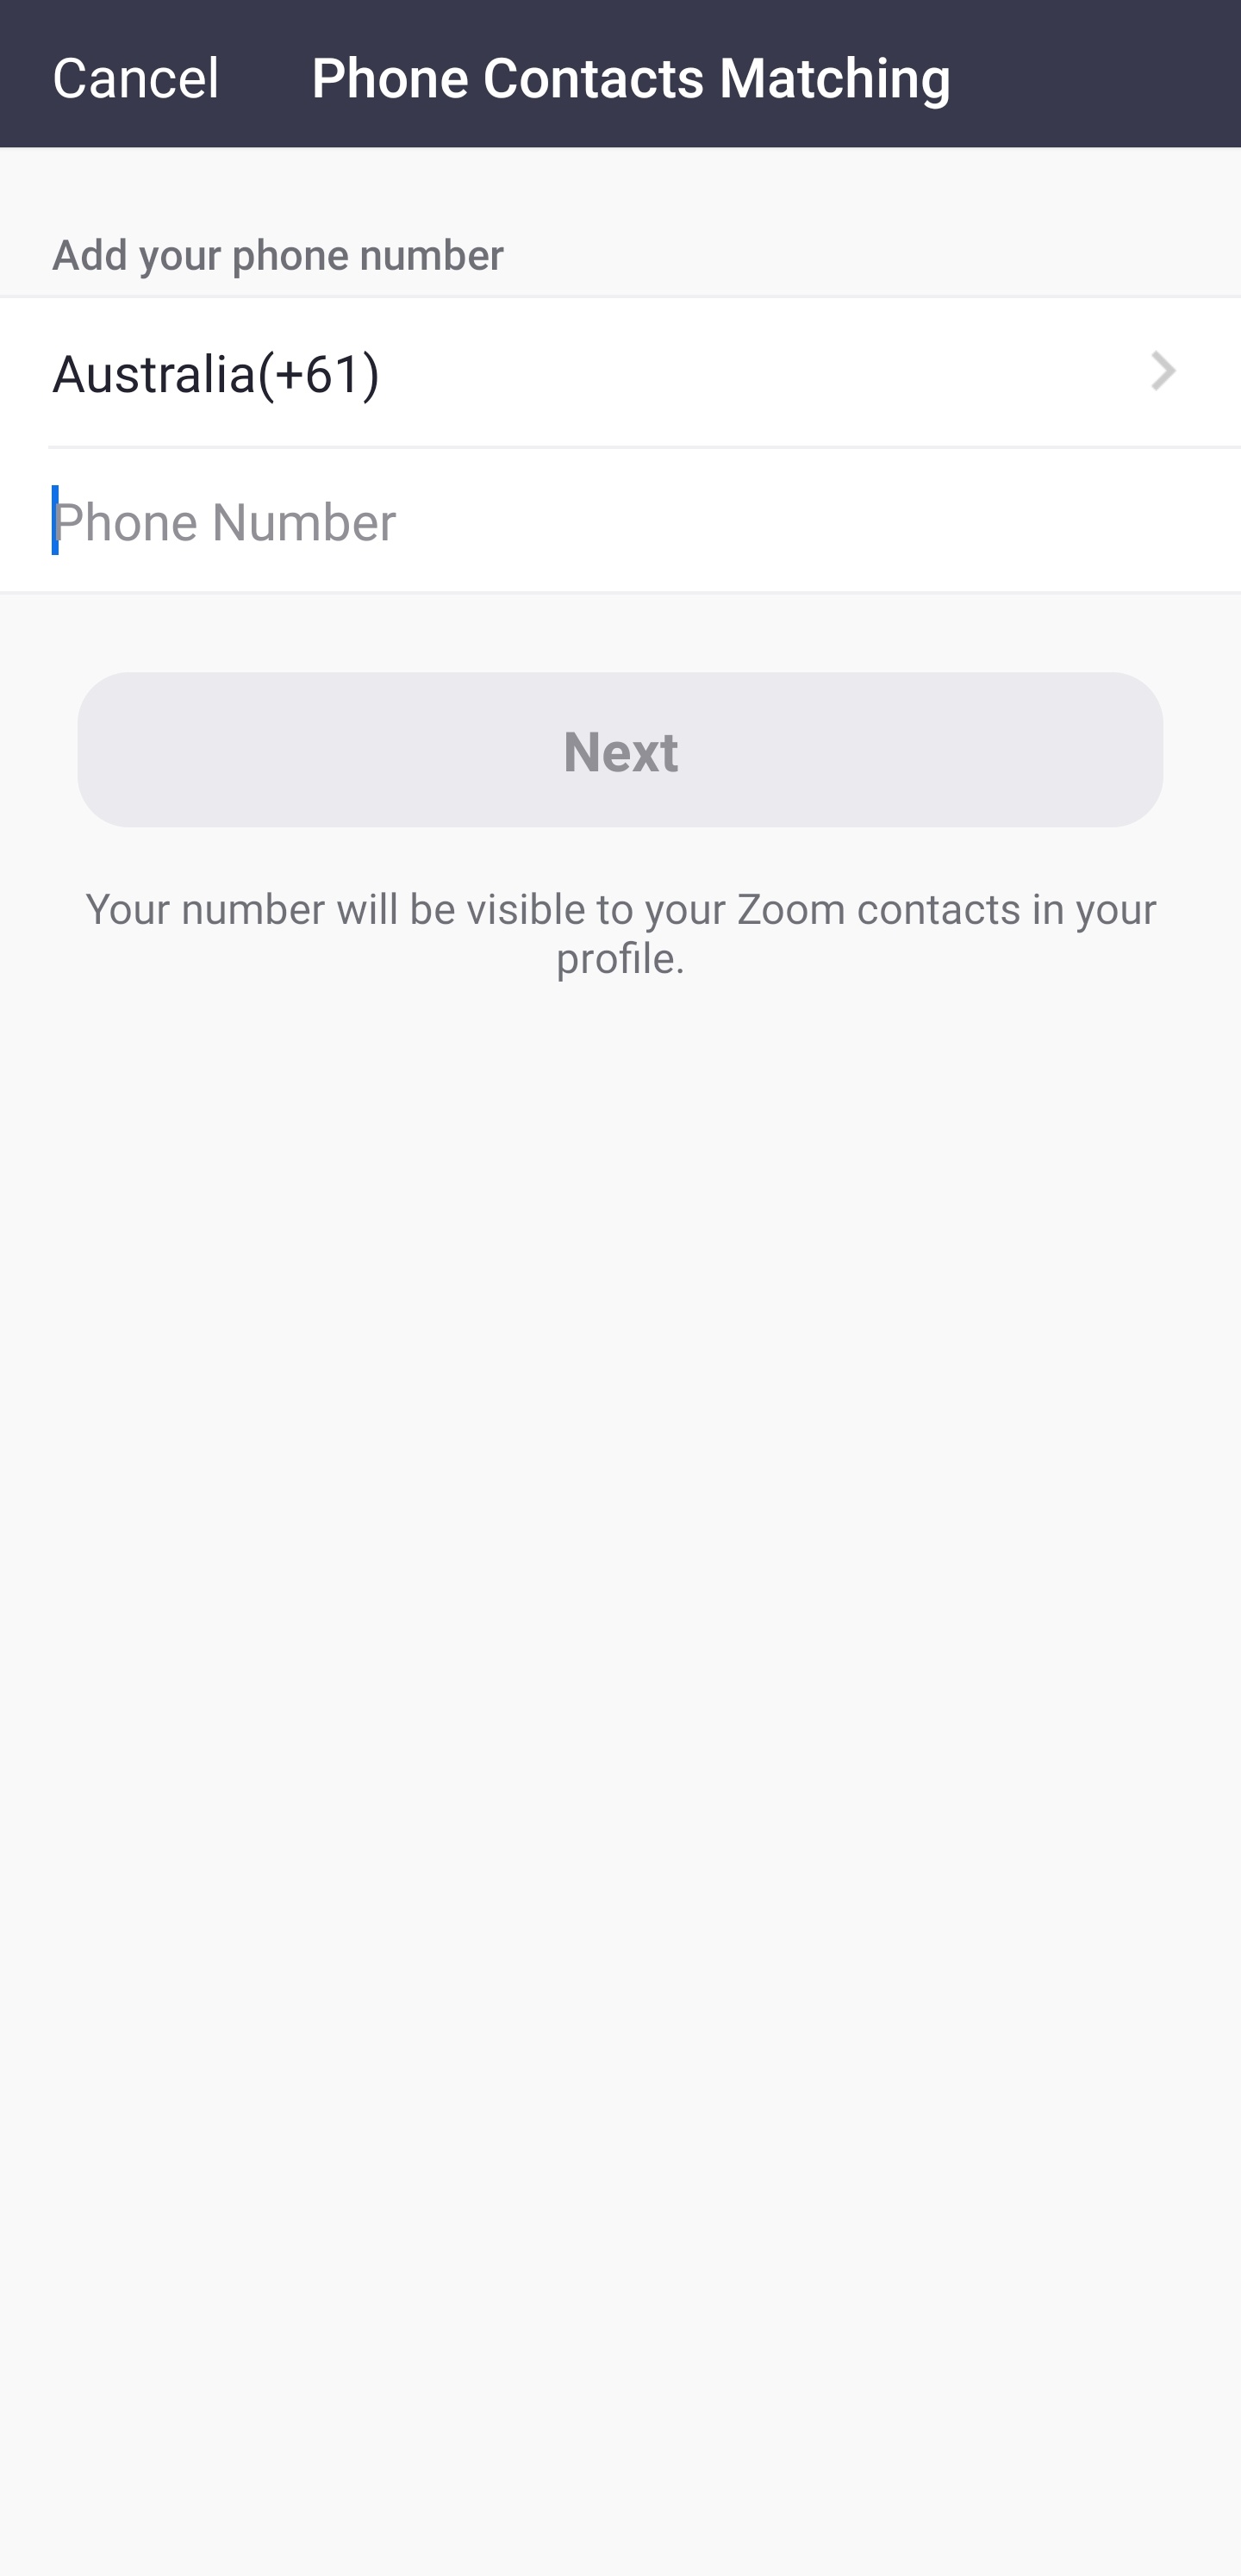 Cancel Phone Contacts Matching
Add your phone number
Australia(+61)
Phone Number
Next
Your number will be visible to your Zoom contacts in your
profile.